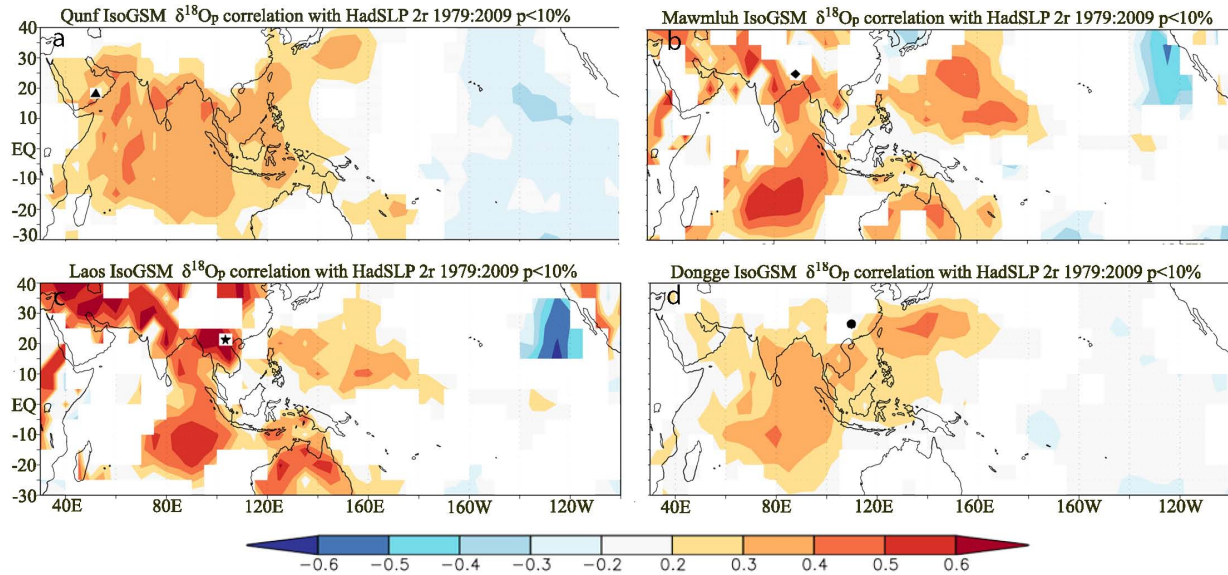 Qunf IsoGSM δ¹⁸Op correlation with HadSLP 2r 1979:2009 p<10%
Mawmluh IsoGSM δ¹⁸Op correlation with HadSLP 2r 1979:2009 p<10%
a
b
40
30
20
10
EQ
-10
-20
-30
Laos IsoGSM δ¹⁸Op correlation with HadSLP 2r 1979:2009 p<10%
Dongge IsoGSM δ¹⁸Op correlation with HadSLP 2r 1979:2009 p<10%
c
d
40
30
20
10
EQ
-10
-20
-30
40E 80E 120E 160E 160W 120W
40E 80E 120E 160E 160W 120W
-0.6 -0.5 -0.4 -0.3 -0.2 0.2 0.3 0.4 0.5 0.6